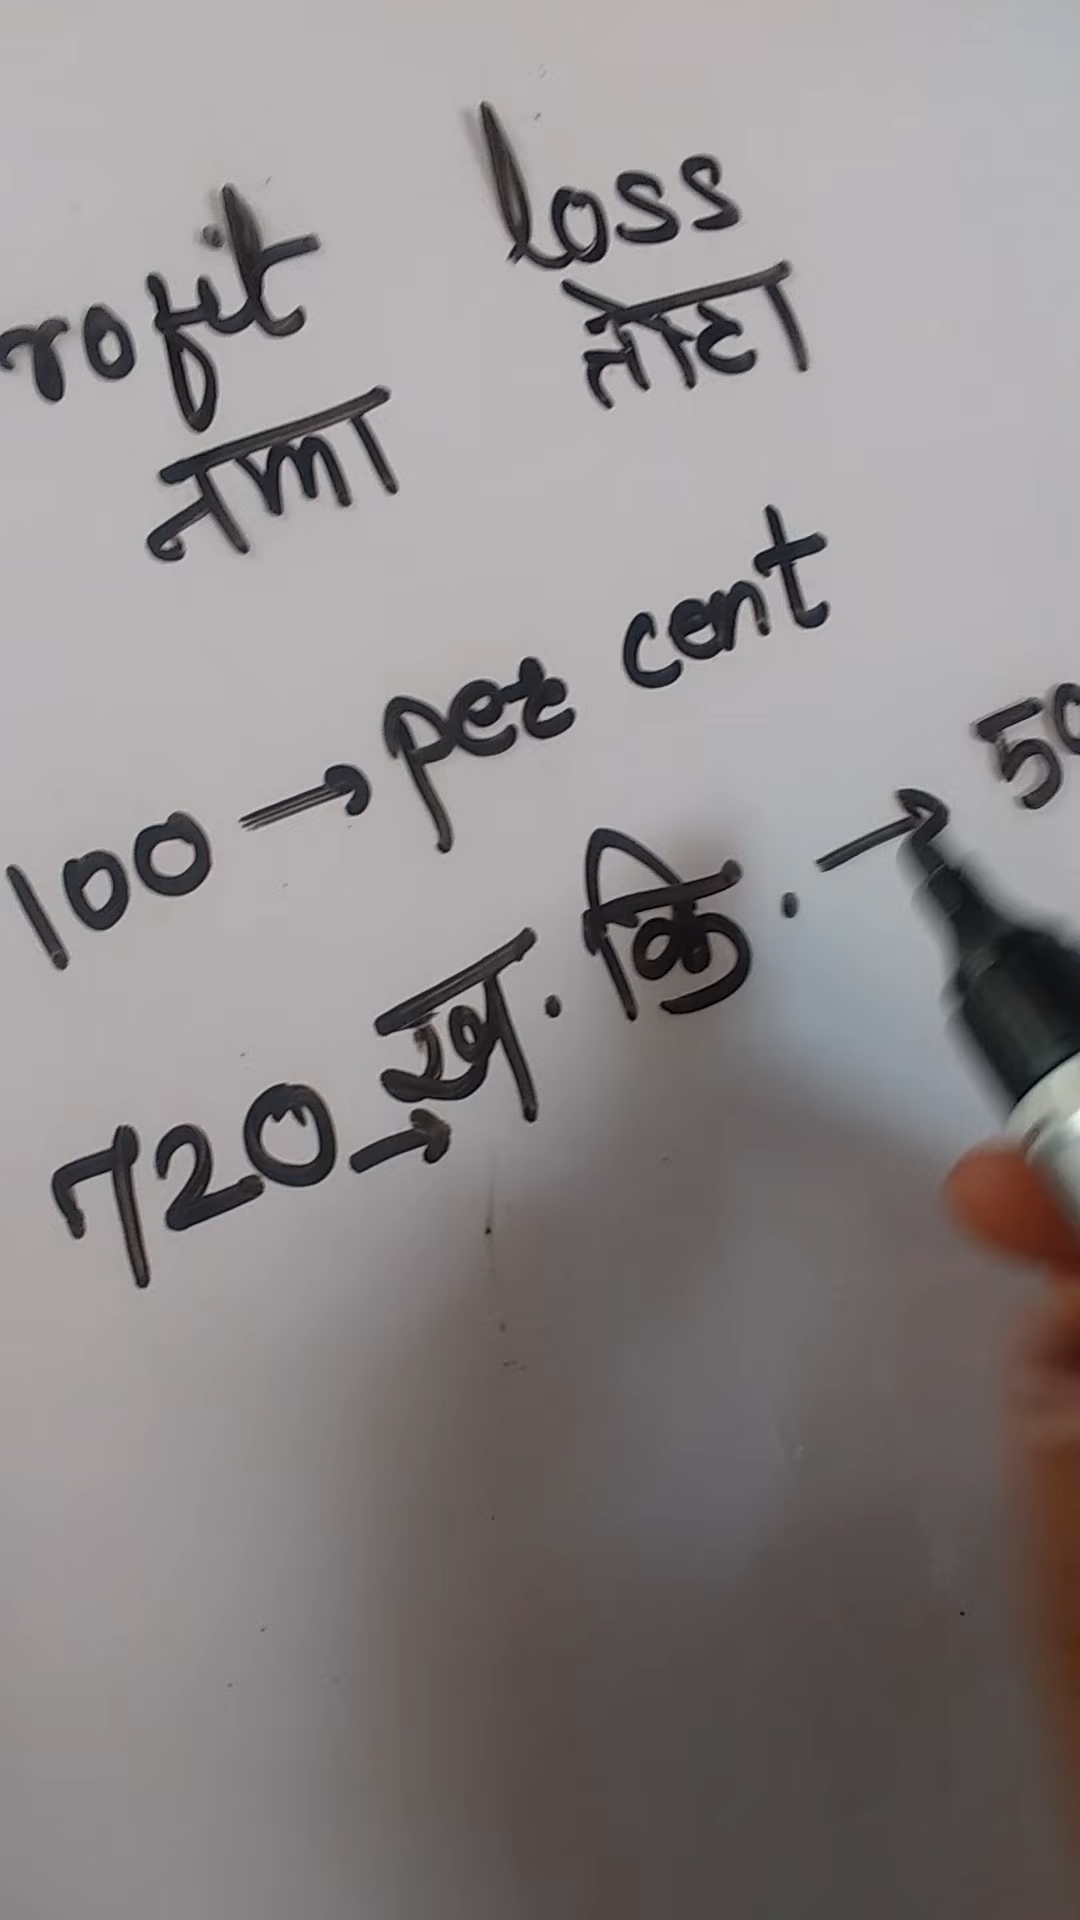 rofit loss
नफा तोटा
100 → per cent
720 → ख. कि. → 50